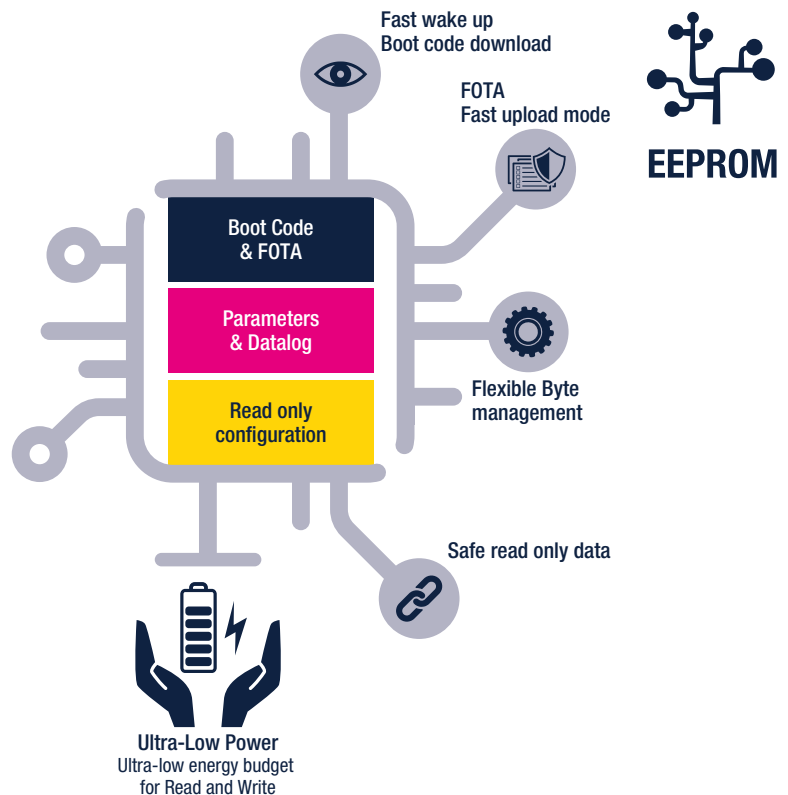 Fast wake up
Boot code download
FOTA
Fast upload mode
EEPROM
Boot Code
& FOTA
Parameters
& Datalog
Read only
configuration
Flexible Byte
management
Safe read only data
Ultra-Low Power
Ultra-low energy budget
for Read and Write